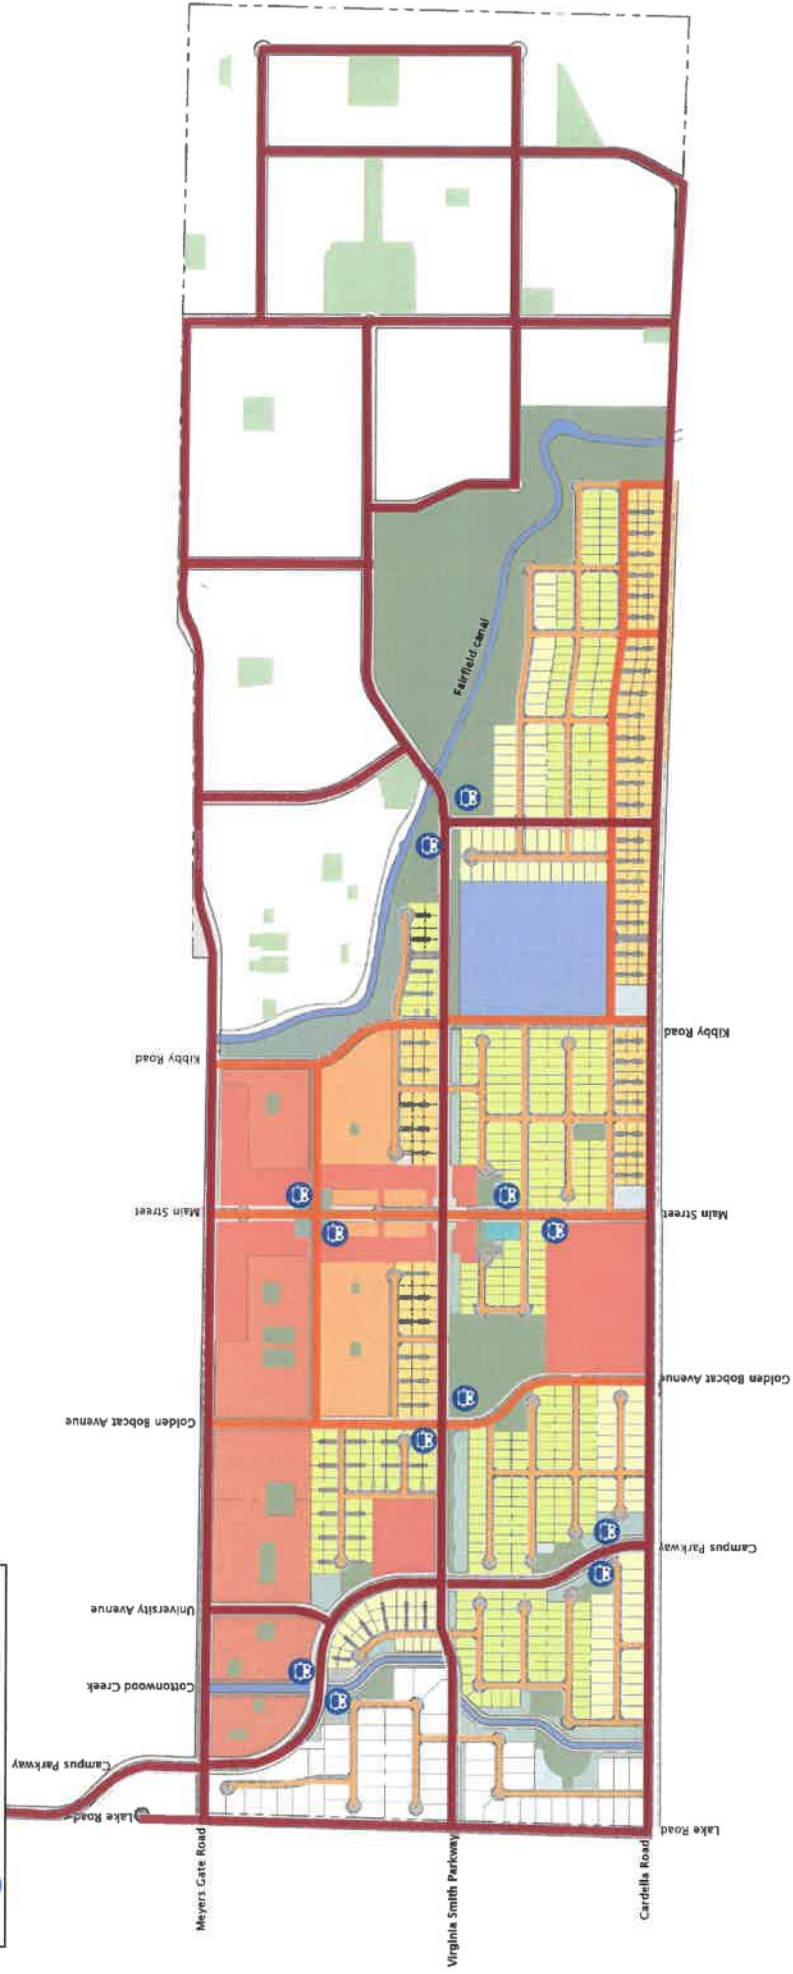 Fairfield canal
Kibby Road
Kibby Road
Main Street
Main Street
Golden Bobcat Avenue
Golden Bobcat Avenue
Campus Parkway
University Avenue
Cottonwood Creek
Campus Parkway
Lake Road
Lake Road
Meyers Gate Road
Virginia Smith Parkway
Cardella Road